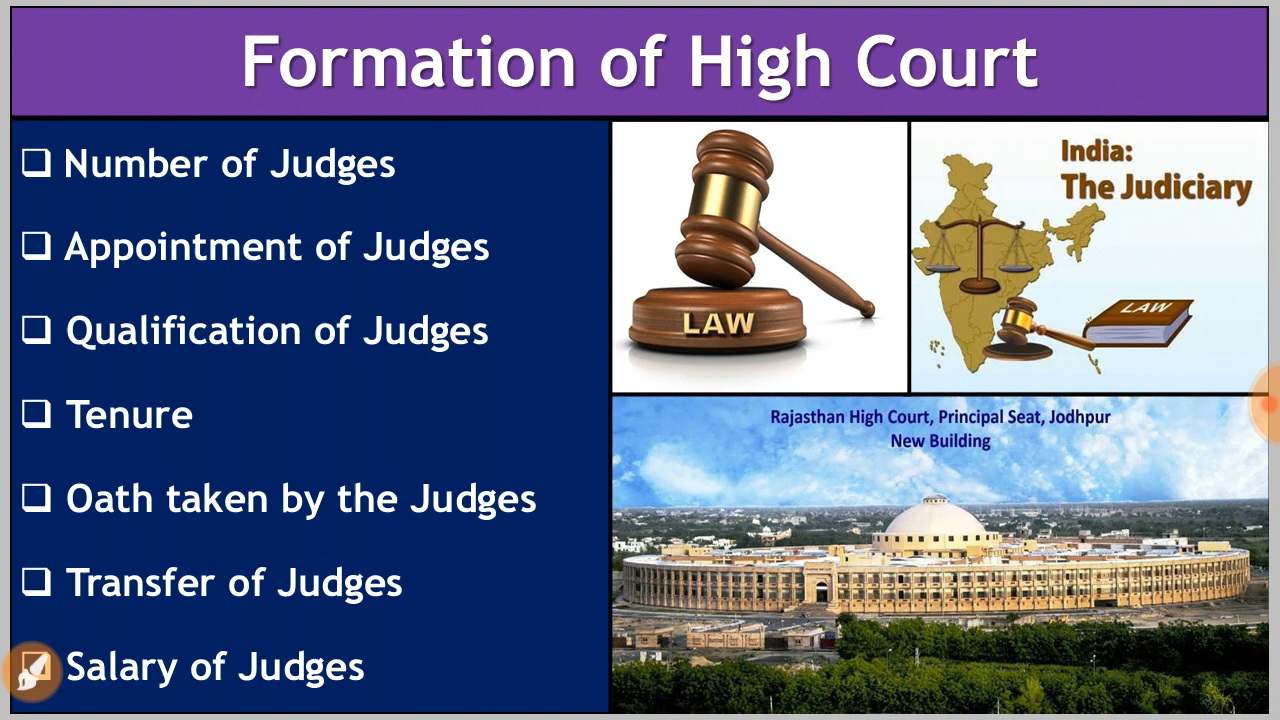 Formation of High Court
Number of Judges
Appointment of Judges
Qualification of Judges
Tenure
Oath taken by the Judges
Transfer of Judges
Salary of Judges
LAW
India:
The Judiciary
LAW
Rajasthan High Court, Principal Seat, Jodhpur
New Building